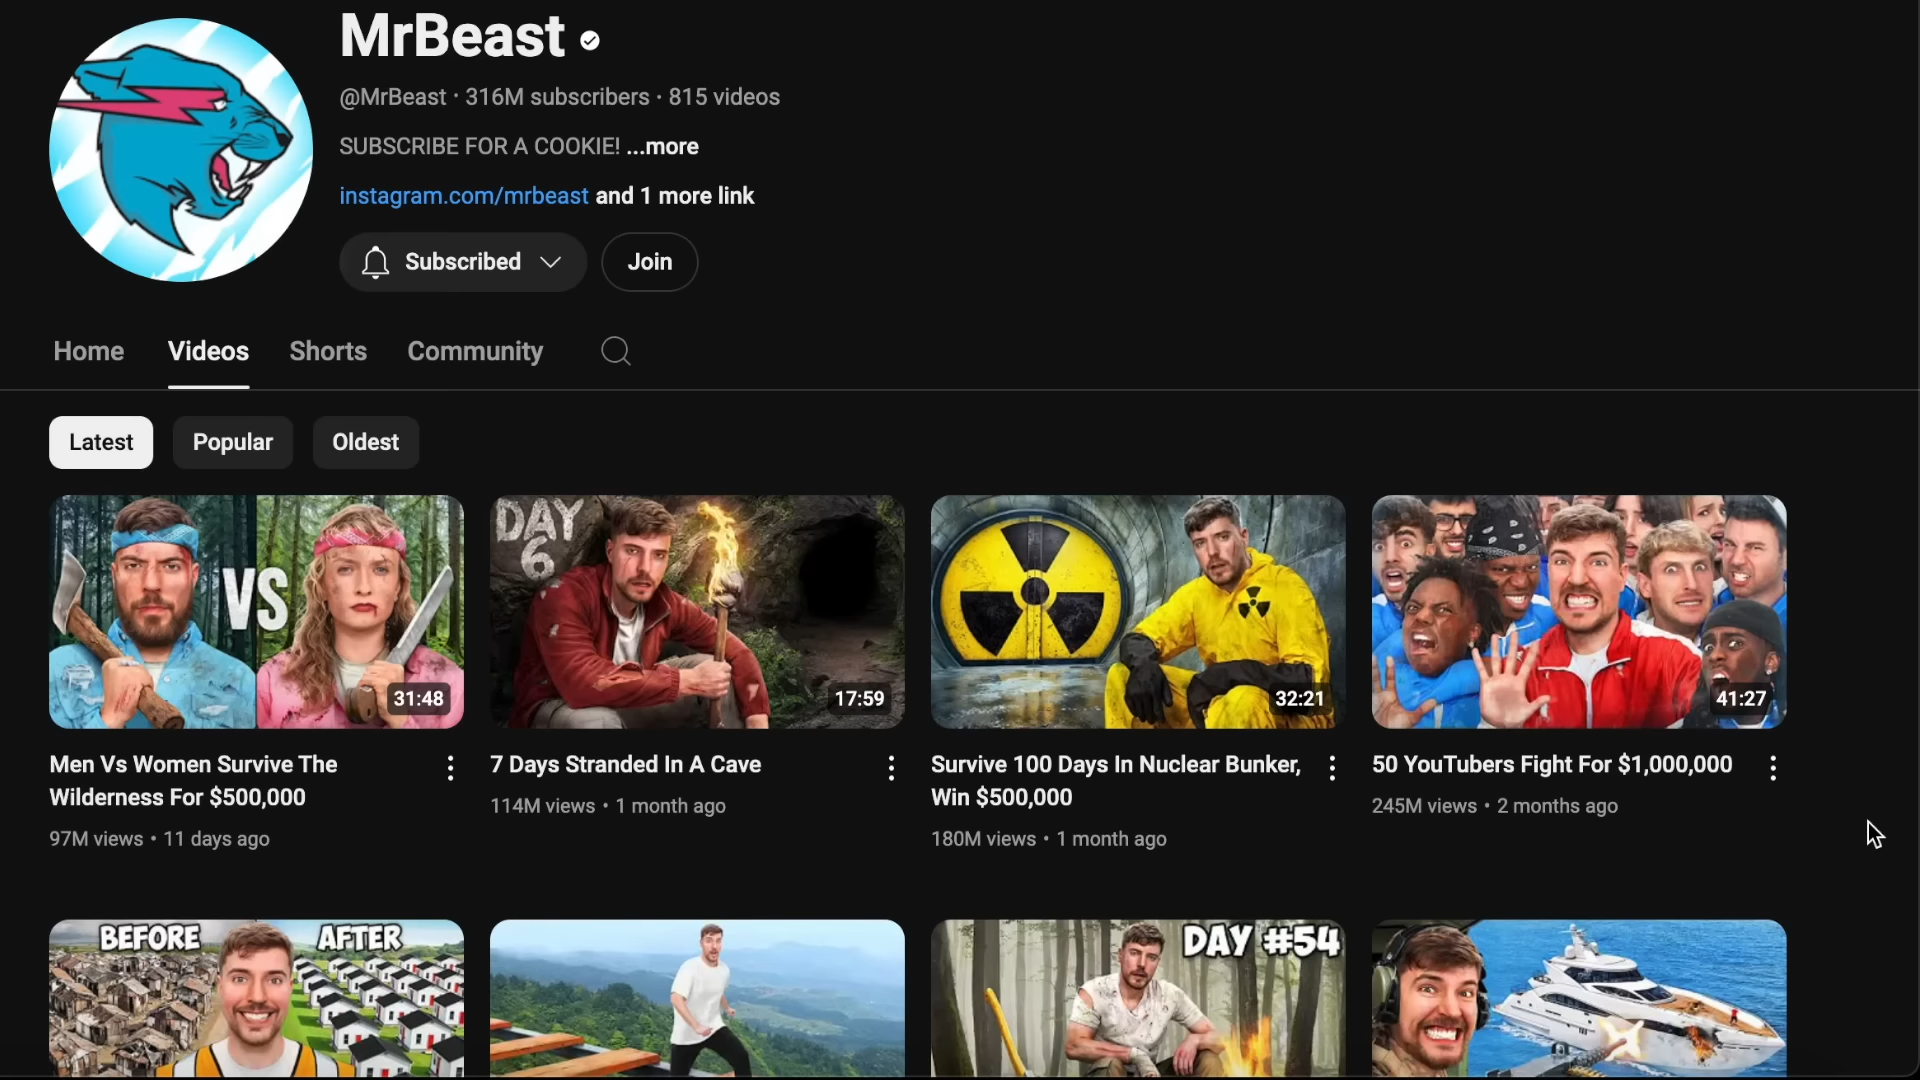 MrBeast
@MrBeast · 316M subscribers · 815 videos
SUBSCRIBE FOR A COOKIE! ...more
instagram.com/mrbeast and 1 more link
Subscribed
Join
Home
Videos
Shorts
Community
Latest
Popular
Oldest
VS
31:48
DAY
6
17:59
32:21
41:27
Men Vs Women Survive The
Wilderness For $500,000
97M views • 11 days ago
7 Days Stranded In A Cave
114M views • 1 month ago
Survive 100 Days In Nuclear Bunker,
Win $500,000
180M views • 1 month ago
50 YouTubers Fight For $1,000,000
245M views • 2 months ago
BEFORE
AFTER
DAY #54